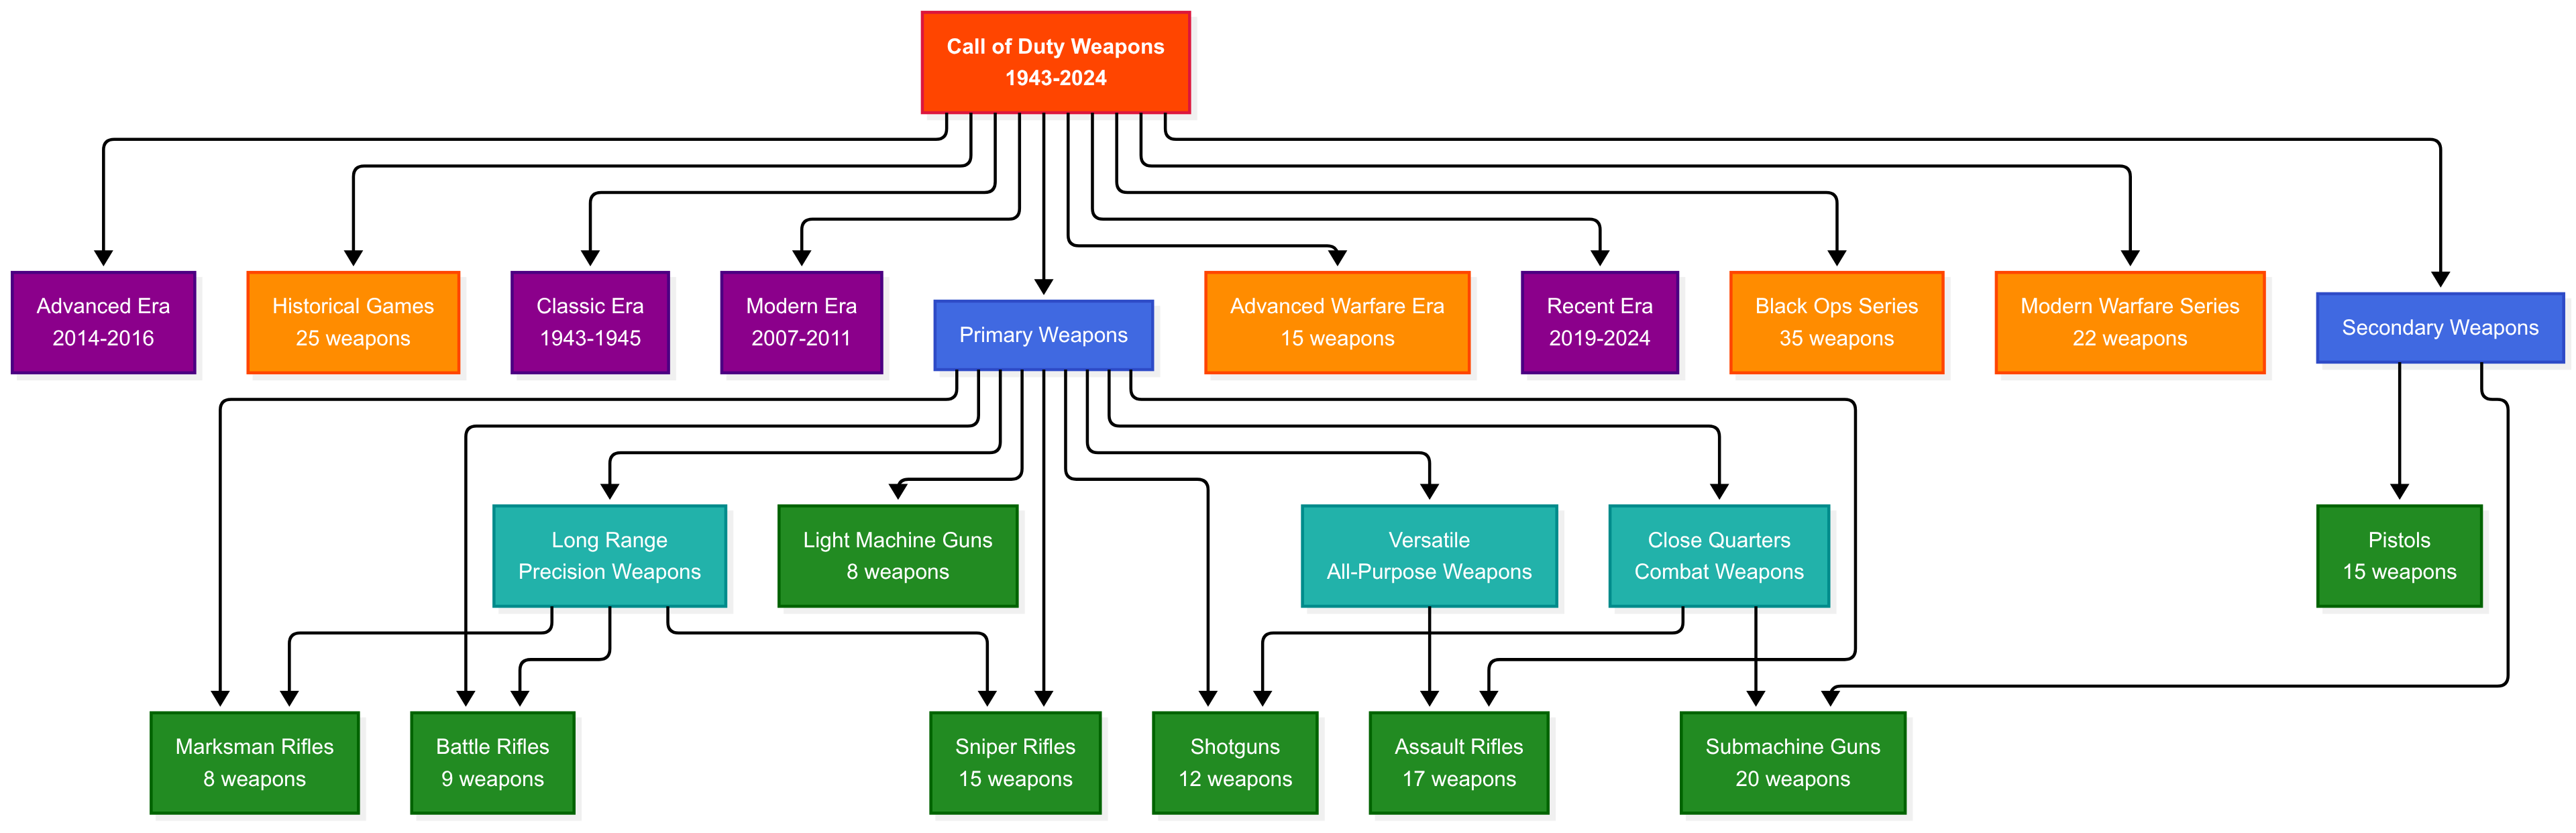 Call of Duty Weapons
1943-2024
Advanced Era
2014-2016
Historical Games
25 weapons
Classic Era
1943-1945
Modern Era
2007-2011
Primary Weapons
Advanced Warfare Era
15 weapons
Recent Era
2019-2024
Black Ops Series
35 weapons
Modern Warfare Series
22 weapons
Secondary Weapons
Long Range
Precision Weapons
Light Machine Guns
8 weapons
Versatile
All-Purpose Weapons
Close Quarters
Combat Weapons
Pistols
15 weapons
Marksman Rifles
8 weapons
Battle Rifles
9 weapons
Sniper Rifles
15 weapons
Shotguns
12 weapons
Assault Rifles
17 weapons
Submachine Guns
20 weapons